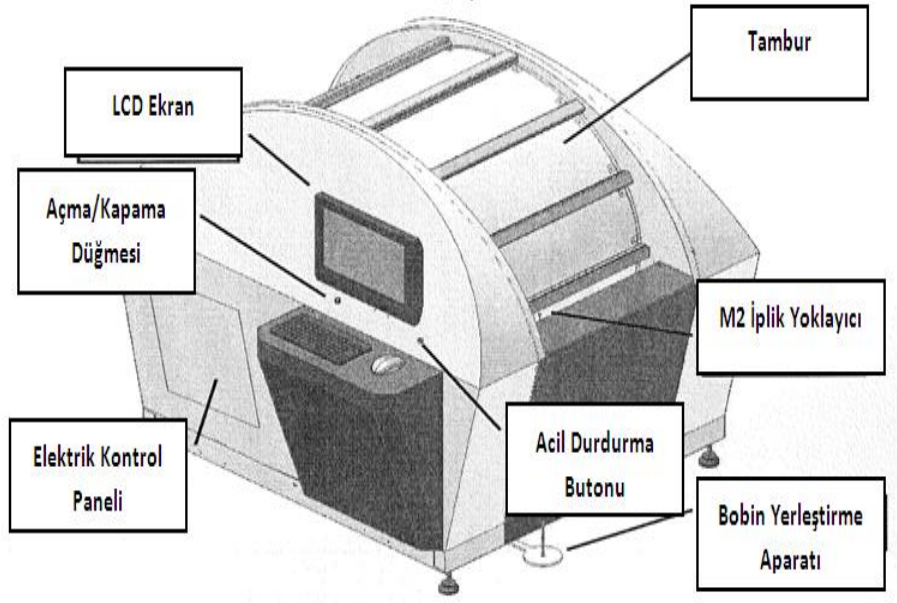 Tambur
LCD Ekran
Açma/Kapama
Düğmesi
M2 İplik Yoklayıcı
Elektrik Kontrol
Paneli
Acil Durdurma
Butonu
Bobin Yerleştirme
Aparatı